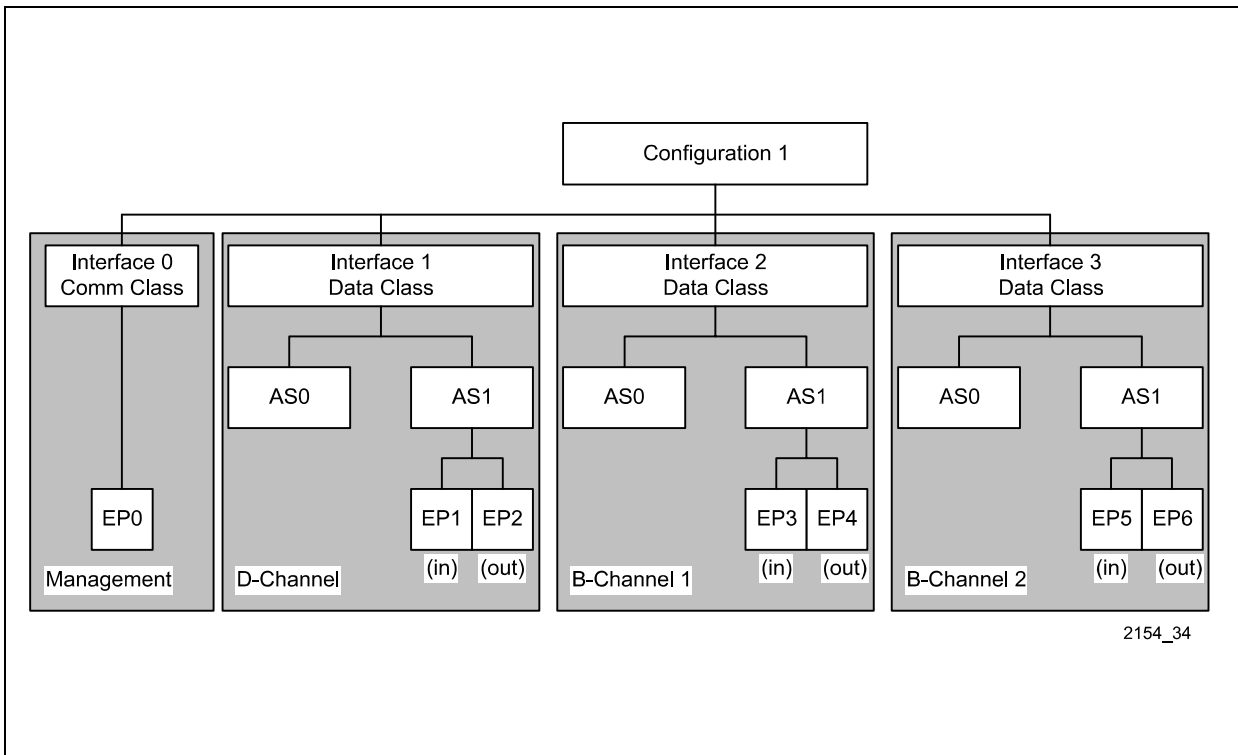 Configuration 1
Interface 0
Comm Class
EP0
Management
Interface 1
Data Class
AS0
AS1
EP1
EP2
(in)
(out)
D-Channel
Interface 2
Data Class
AS0
AS1
EP3
EP4
(in)
(out)
B-Channel 1
Interface 3
Data Class
AS0
AS1
EP5
EP6
(in)
(out)
B-Channel 2
2154_34